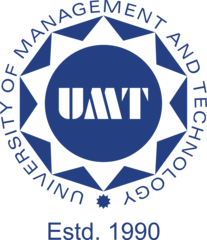 UNIVERSITY OF MANAGEMENT AND TECHNOLOGY
UMT
Estd. 1990